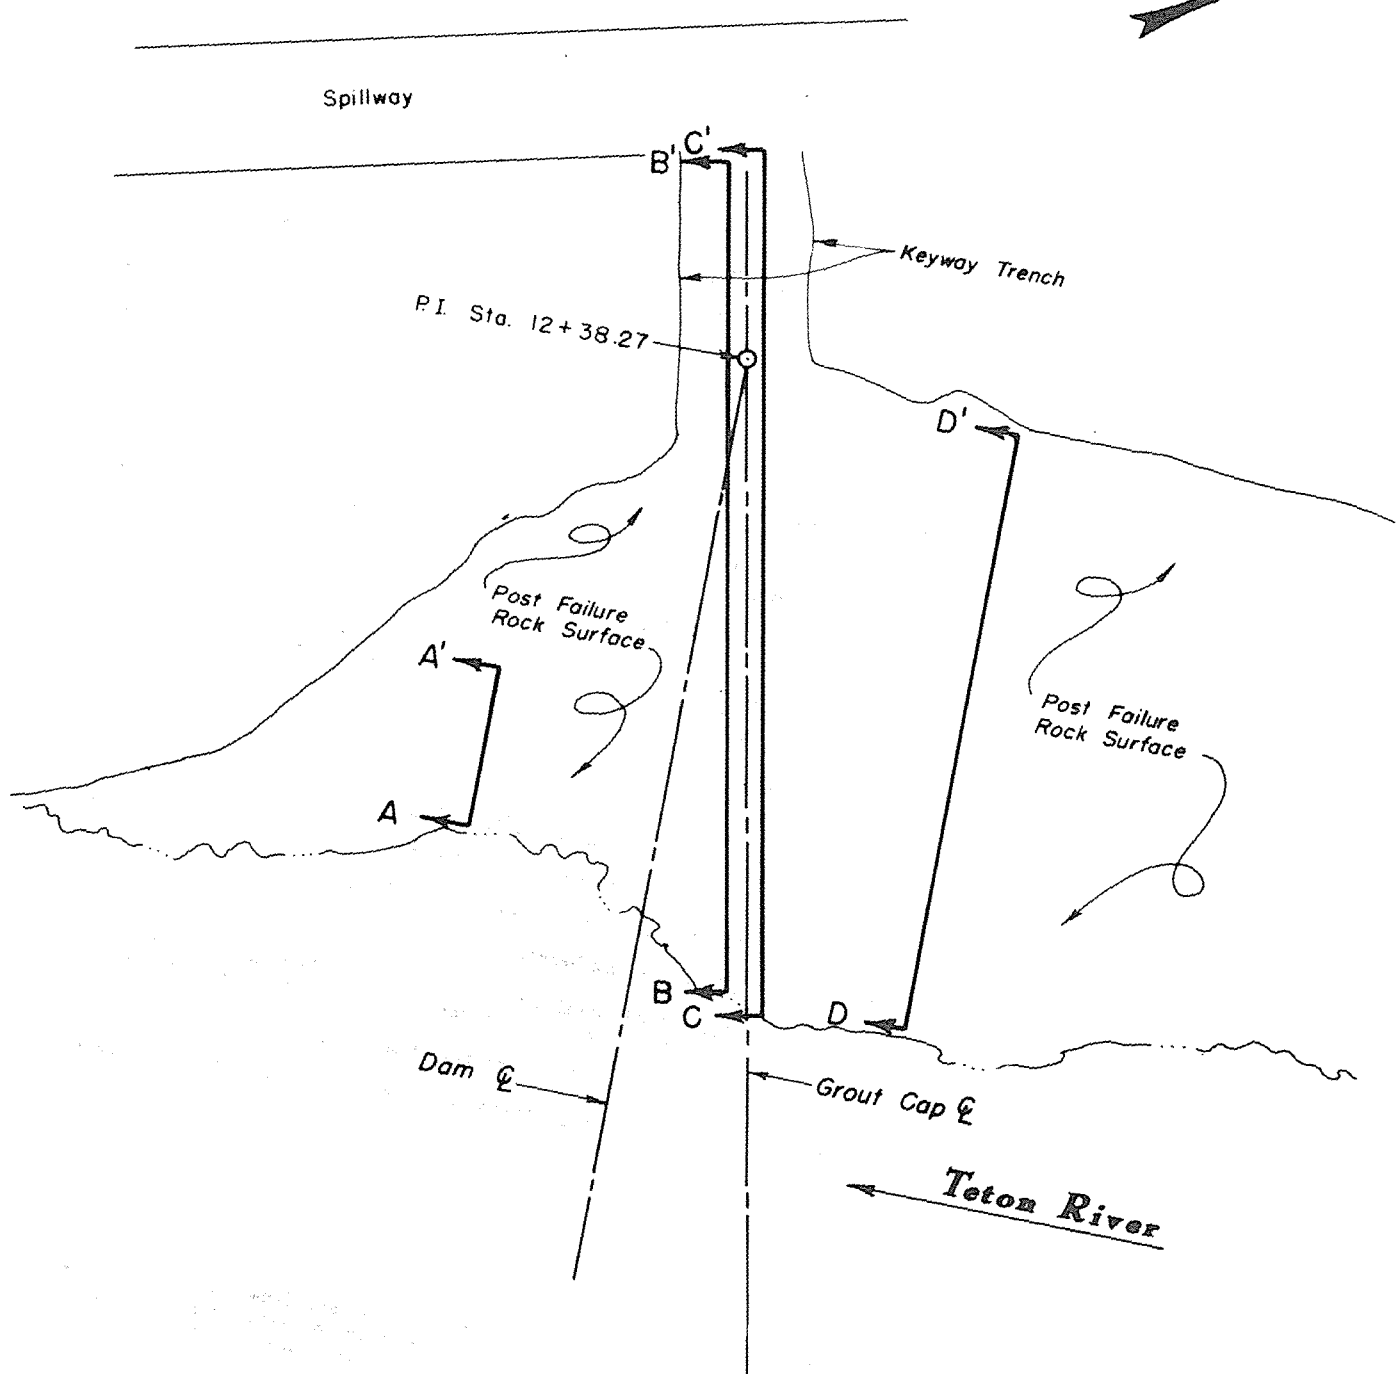 Spillway
B' C'
Keyway Trench
P.I. Sta. 12+38.27
D'
Post Failure
Rock Surface
A'
Post Failure
Rock Surface
A
B
C
D
Dam ℄
Grout Cap ℄
Teton River